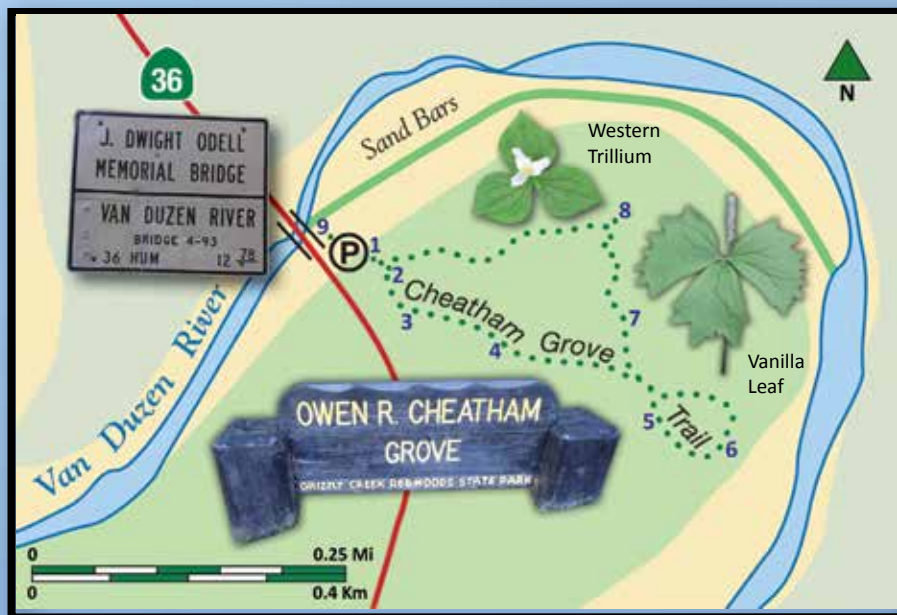 36
N
J. DWIGHT ODELL
MEMORIAL BRIDGE
VAN DUZEN RIVER
BRIDGE 4-93
36 HUM 12
Sand Bars
Western
Trillium
9
P
1
2
8
Cheatham Grove
3
4
7
Vanilla
Leaf
Trail
5
6
Van Duzen River
OWEN R. CHEATHAM
GROVE
GRIZZLY CREEK REDWOODS STATE PARK
0 0.25 Mi
0 0.4 Km